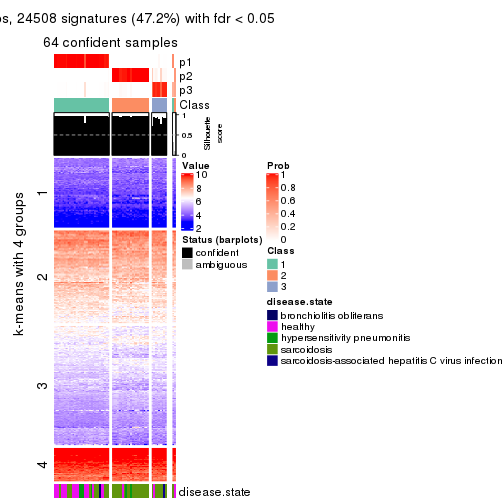 24508 signatures (47.2%) with fdr < 0.05
64 confident samples
p1
p2
p3
Class
1
0.5
0
Silhouette
score
k-means with 4 groups
1
2
3
4
disease.state
Value
10
8
6
4
2
Status (barplots)
confident
ambiguous
Prob
1
0.8
0.6
0.4
0.2
0
Class
1
2
3
disease.state
bronchiolitis obliterans
healthy
hypersensitivity pneumonitis
sarcoidosis
sarcoidosis-associated hepatitis C virus infection